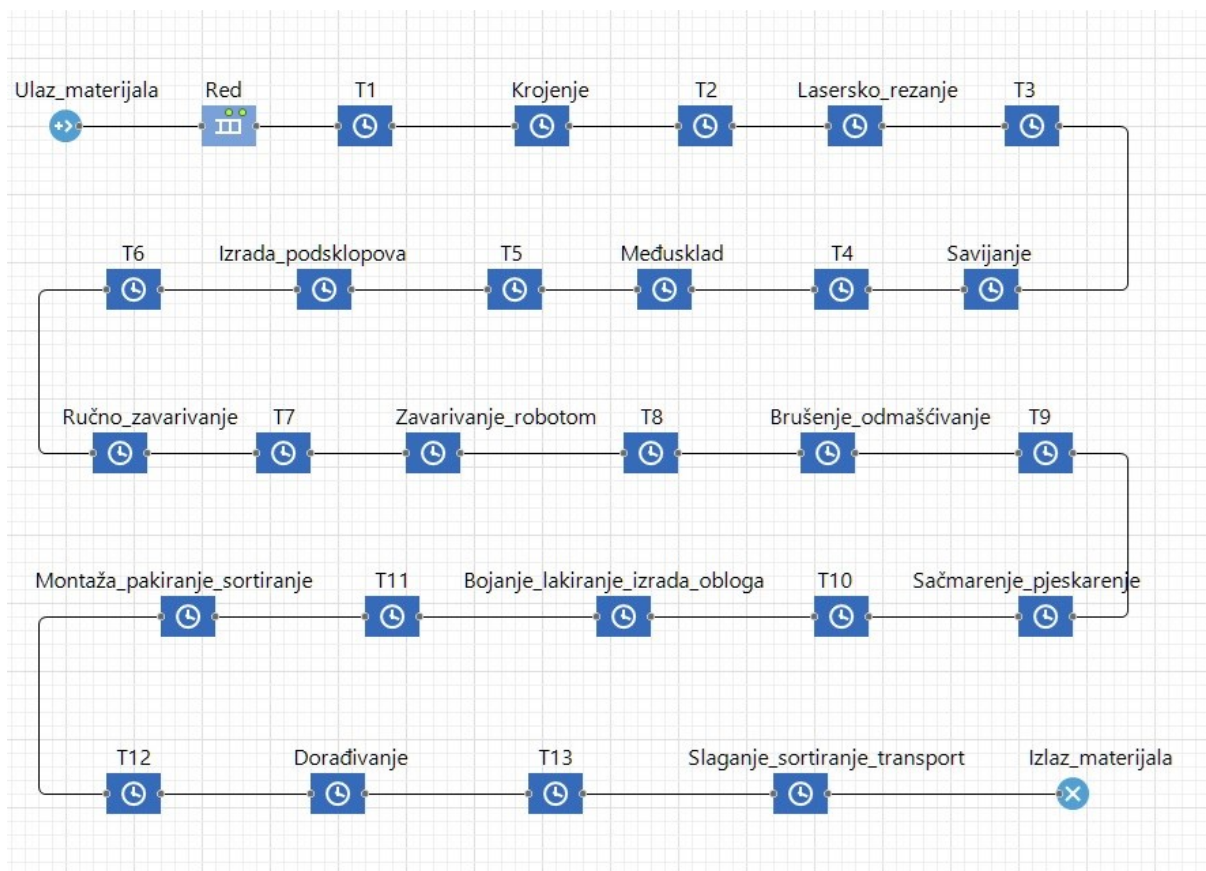 Ulaz_materijala Red T1 Krojenje T2 Lasersko_rezanje T3
T6 Izrada_podsklopova T5 Međusklad T4 Savijanje
Ručno_zavarivanje T7 Zavarivanje_robotom T8 Brušenje_odmašćivanje T9
Montaža_pakiranje_sortiranje T11 Bojanje_lakiranje_izrada_obloga T10 Sačmarenje_pjeskarenje
T12 Dorađivanje T13 Slaganje_sortiranje_transport Izlaz_materijala